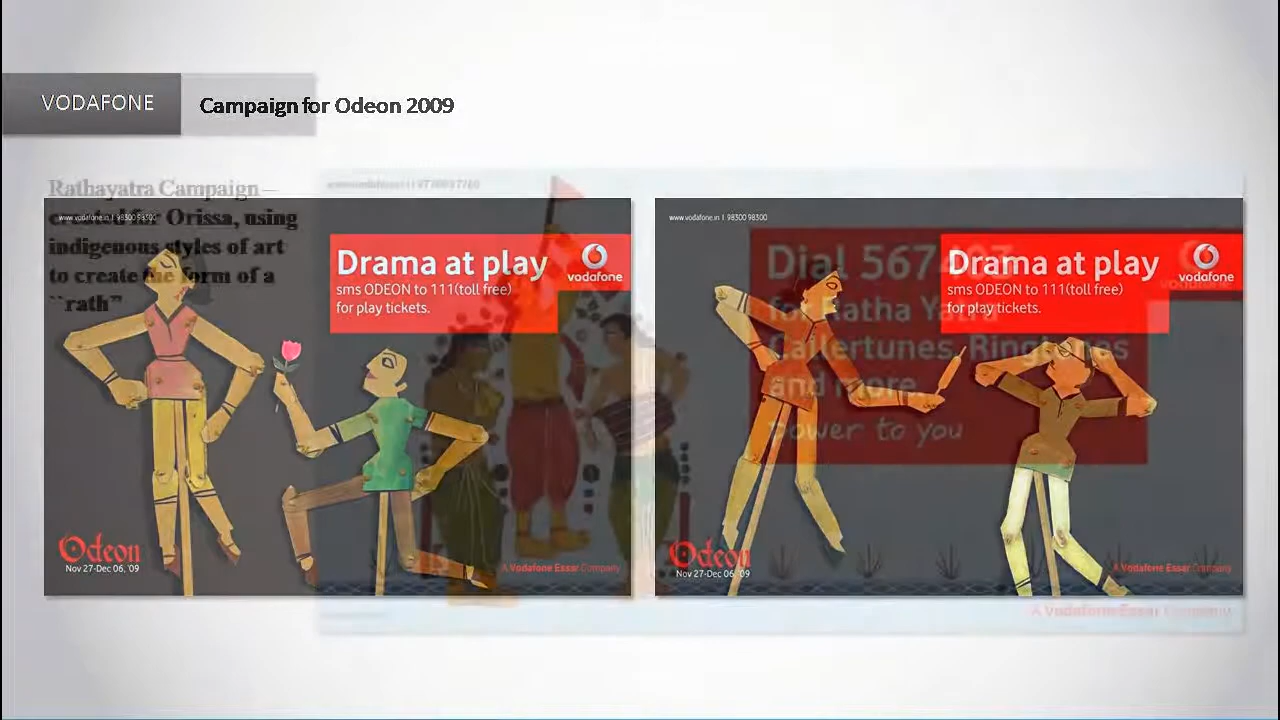 VODAFONE
Campaign for Odeon 2009
Rathayatra Campaign –
created for Orissa, using
indigenous styles of art
to create the form of a
``rath”
www.vodafone.in I 98300 98300
Drama at play
sms ODEON to 111(toll free)
for play tickets.
vodafone
Odeon
Nov 27-Dec 06, '09
A Vodafone Essar Company
www.vodafone.in I 98300 98300
Drama at play
sms ODEON to 111(toll free)
for play tickets.
vodafone
Dial
Ratha Yatra
Callertunes, Ringtones
and more.
power to you
Odeon
Nov 27-Dec 06, '09
A Vodafone Essar Company
A Vodafone Essar Company